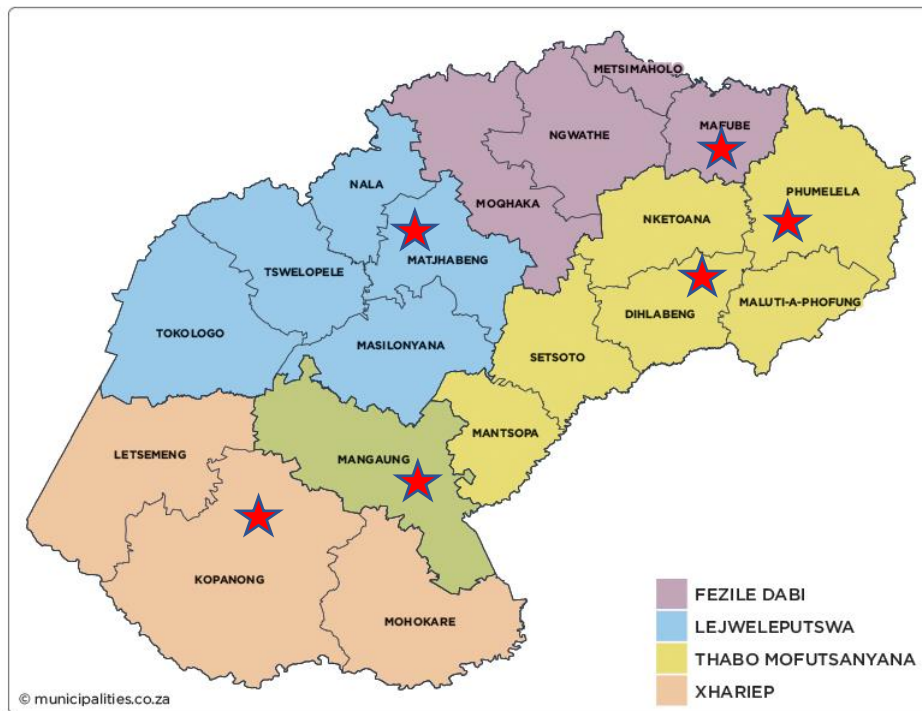 METSIMAHOLO
MAFUBE
NGWATHE
NALA
MOQHAKA
PHUMELELA
NKETOANA
MATJHABENG
TSWELOPELE
MALUTI-A-PHOFUNG
DIHLABENG
TOKOLOGO
MASILONYANA
SETSOTO
MANTSOPA
LETSEMENG
MANGAUNG
KOPANONG
MOHOKARE
FEZILE DABI
LEJWELEPUTSWA
THABO MOFUTSANYANA
XHARIEP
© municipalities.co.za